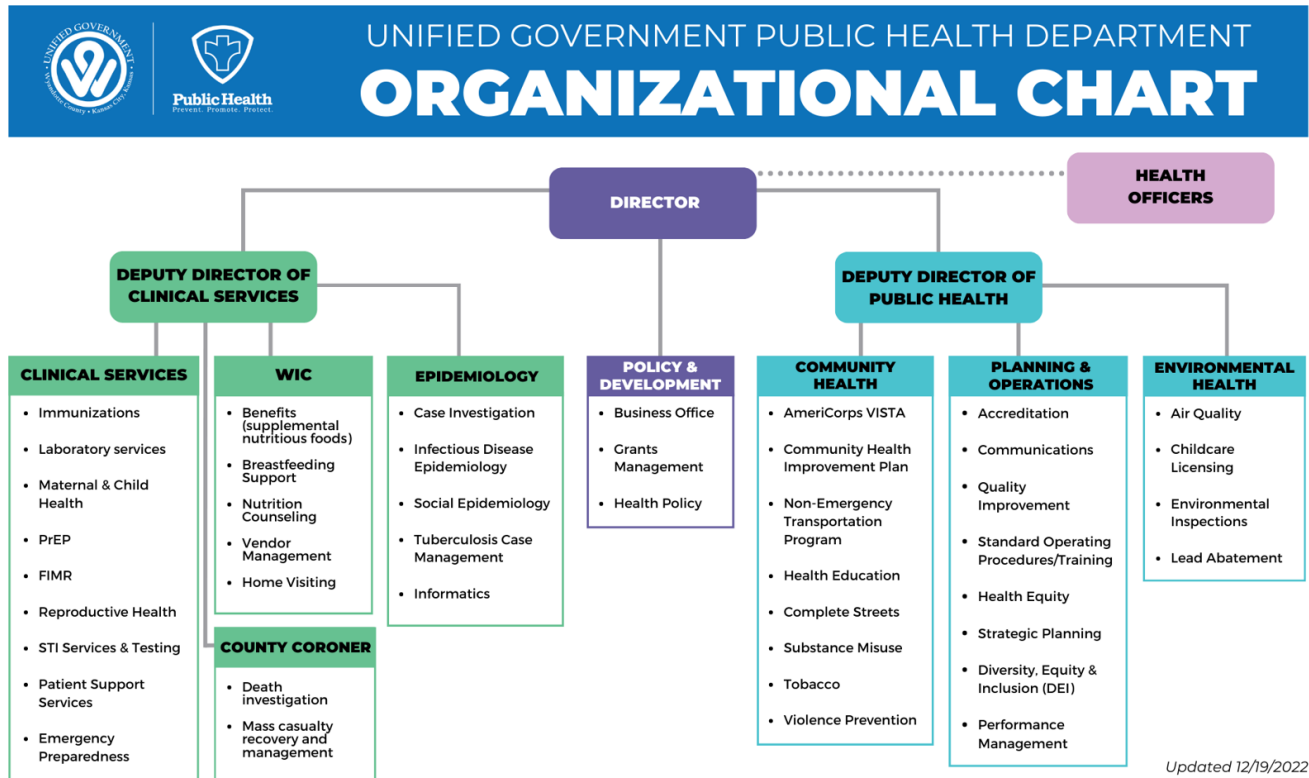 UNIFIED GOVERNMENT
Wyandotte County • Kansas City, Kansas
Public Health
Prevent. Promote. Protect.
UNIFIED GOVERNMENT PUBLIC HEALTH DEPARTMENT
ORGANIZATIONAL CHART
DIRECTOR
HEALTH
OFFICERS
DEPUTY DIRECTOR OF
CLINICAL SERVICES
DEPUTY DIRECTOR OF
PUBLIC HEALTH
CLINICAL SERVICES
• Immunizations
• Laboratory services
• Maternal & Child
Health
• PrEP
• FIMR
• Reproductive Health
• STI Services & Testing
• Patient Support
Services
• Emergency
Preparedness
WIC
• Benefits
(supplemental
nutritious foods)
• Breastfeeding
Support
• Nutrition
Counseling
• Vendor
Management
• Home Visiting
COUNTY CORONER
• Death
investigation
• Mass casualty
recovery and
management
EPIDEMIOLOGY
• Case Investigation
• Infectious Disease
Epidemiology
• Social Epidemiology
• Tuberculosis Case
Management
• Informatics
POLICY &
DEVELOPMENT
• Business Office
• Grants
Management
• Health Policy
COMMUNITY
HEALTH
• AmeriCorps VISTA
• Community Health
Improvement Plan
• Non-Emergency
Transportation
Program
• Health Education
• Complete Streets
• Substance Misuse
• Tobacco
• Violence Prevention
PLANNING &
OPERATIONS
• Accreditation
• Communications
• Quality
Improvement
• Standard Operating
Procedures/Training
• Health Equity
• Strategic Planning
• Diversity, Equity &
Inclusion (DEI)
• Performance
Management
ENVIRONMENTAL
HEALTH
• Air Quality
• Childcare
Licensing
• Environmental
Inspections
• Lead Abatement
Updated 12/19/2022